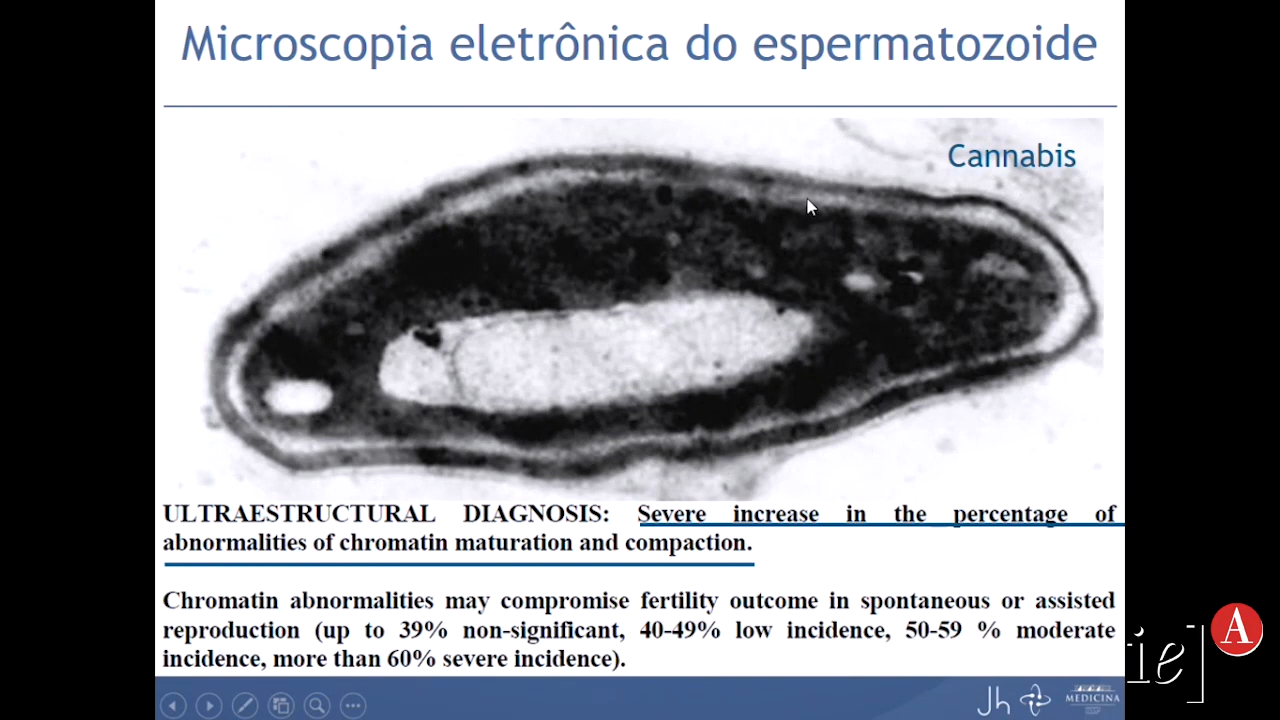 Microscopia eletrônica do espermatozoide
Cannabis
ULTRAESTRUCTURAL DIAGNOSIS: Severe increase in the percentage of
abnormalities of chromatin maturation and compaction.
Chromatin abnormalities may compromise fertility outcome in spontaneous or assisted
reproduction (up to 39% non-significant, 40-49% low incidence, 50-59 % moderate
incidence, more than 60% severe incidence).
Jh
MEDICINA
ie]
A